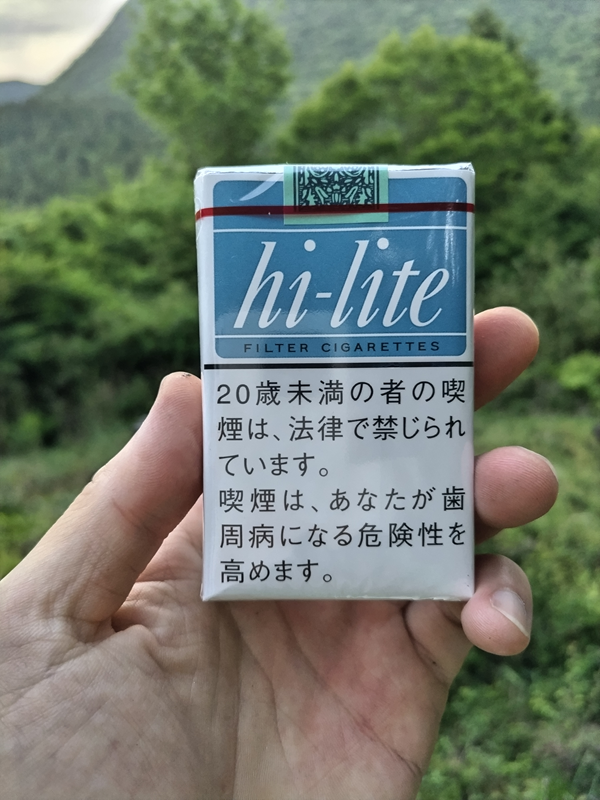 hi-lite
FILTER CIGARETTES
20歳未満の者の喫
煙は、法律で禁じられ
ています。
喫煙は、あなたが歯
周病になる危険性を
高めます。